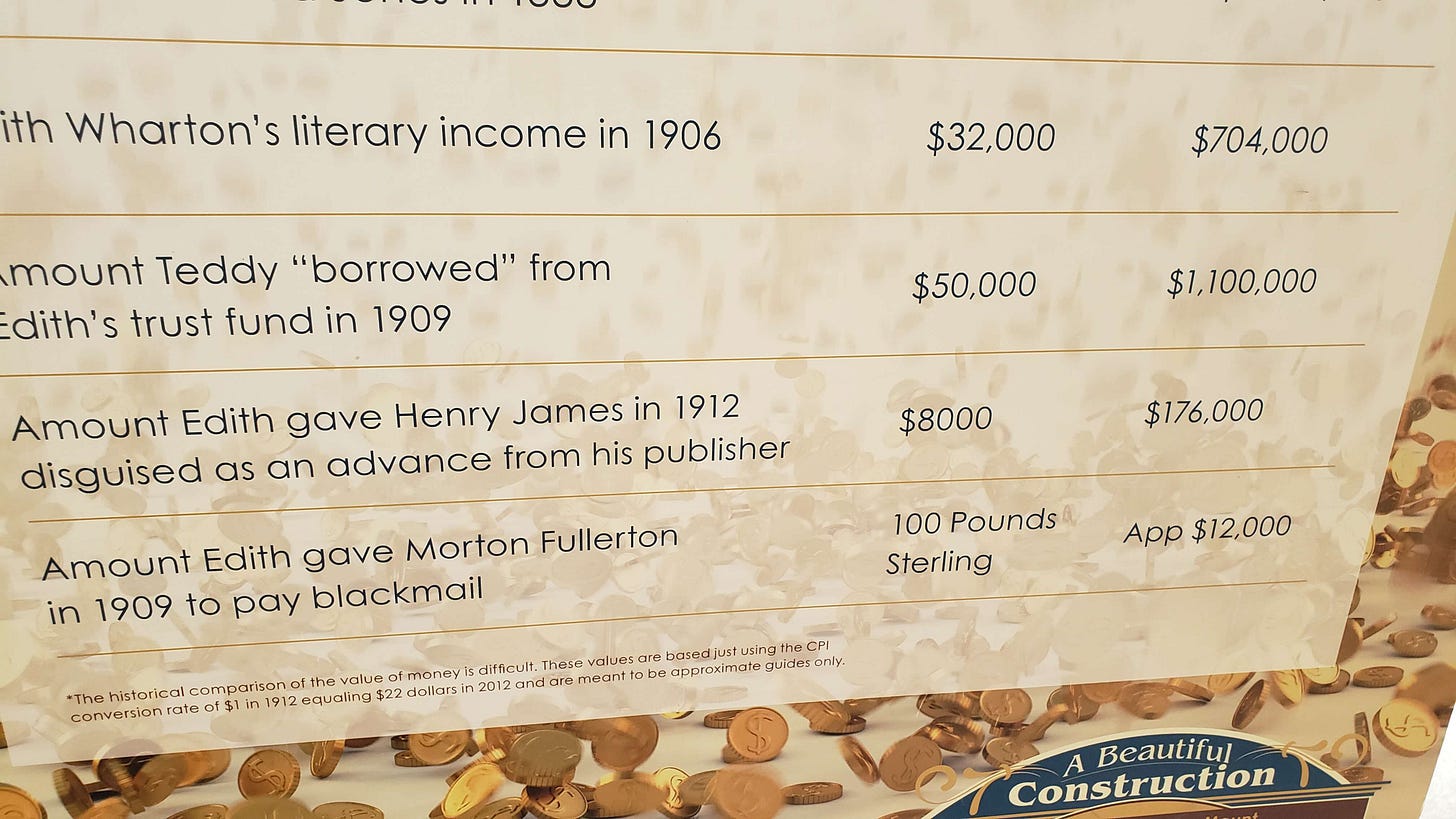 in
ith Wharton’s literary income in 1906 $32,000 $704,000
mount Teddy “borrowed” from
Edith’s trust fund in 1909 $50,000 $1,100,000
Amount Edith gave Henry James in 1912
disguised as an advance from his publisher $8000 $176,000
Amount Edith gave Morton Fullerton
in 1909 to pay blackmail 100 Pounds
Sterling App $12,000
*The historical comparison of the value of money is difficult. These values are based just using the CPI
conversion rate of $1 in 1912 equaling $22 dollars in 2012 and are meant to be approximate guides only.
A Beautiful
Construction